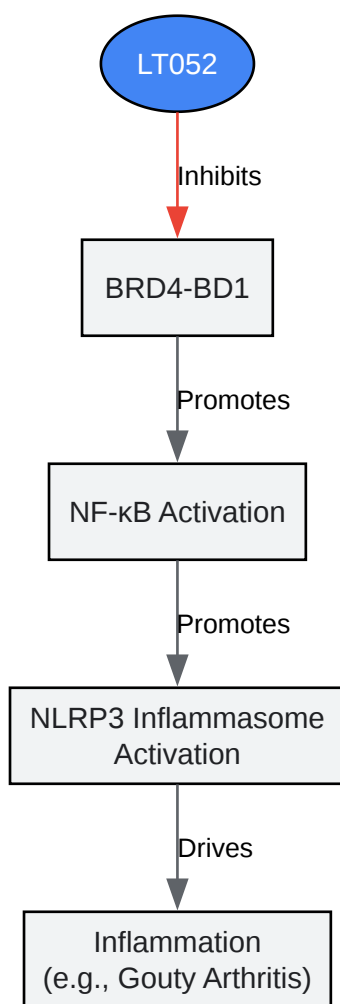 LT052
Inhibits
BRD4-BD1
Promotes
NF-κB Activation
Promotes
NLRP3 Inflammasome
Activation
Drives
Inflammation
(e.g., Gouty Arthritis)